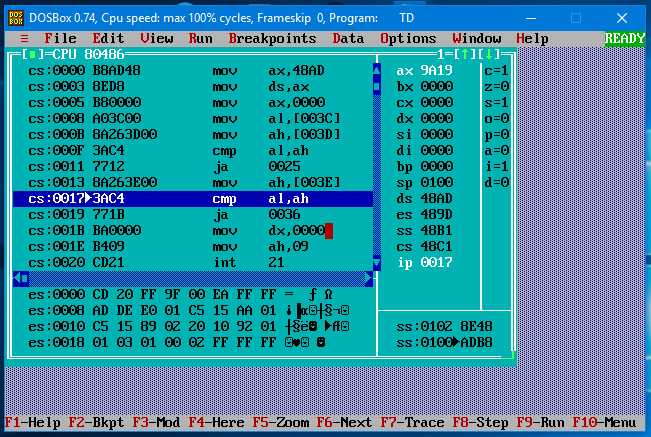 DOSBox 0.74, Cpu speed: max 100% cycles, Frameskip 0, Program: TD
≡ File Edit View Run Breakpoints Data Options Window Help READY
[■]=CPU 80486 1=[↑][↓]
cs:0000 B8AD48 mov ax,48AD ax 9A19 c=1
cs:0003 8ED8 mov ds,ax bx 0000 z=0
cs:0005 B80000 mov ax,0000 cx 0000 s=1
cs:0008 A03C00 mov al,[003C] dx 0000 o=0
cs:000B 8A263D00 mov ah,[003D] si 0000 p=0
cs:000F 3AC4 cmp al,ah di 0000 a=0
cs:0011 7712 ja 0025 bp 0000 i=1
cs:0013 8A263E00 mov ah,[003E] sp 0100 d=0
cs:0017►3AC4 cmp al,ah ds 48AD
cs:0019 771B ja 0036 es 489D
cs:001B BA0000 mov dx,0000 ss 48B1
cs:001E B409 mov ah,09 cs 48C1
cs:0020 CD21 int 21 ip 0017
es:0000 CD 20 FF 9F 00 EA FF FF = ƒ Ω
es:0008 AD DE E0 01 C5 15 AA 01
es:0010 C5 15 89 02 20 10 92 01 ss:0102 8E48
es:0018 01 03 01 00 02 FF FF FF ss:0100►ADB8
F1-Help F2-Bkpt F3-Mod F4-Here F5-Zoom F6-Next F7-Trace F8-Step F9-Run F10-Menu